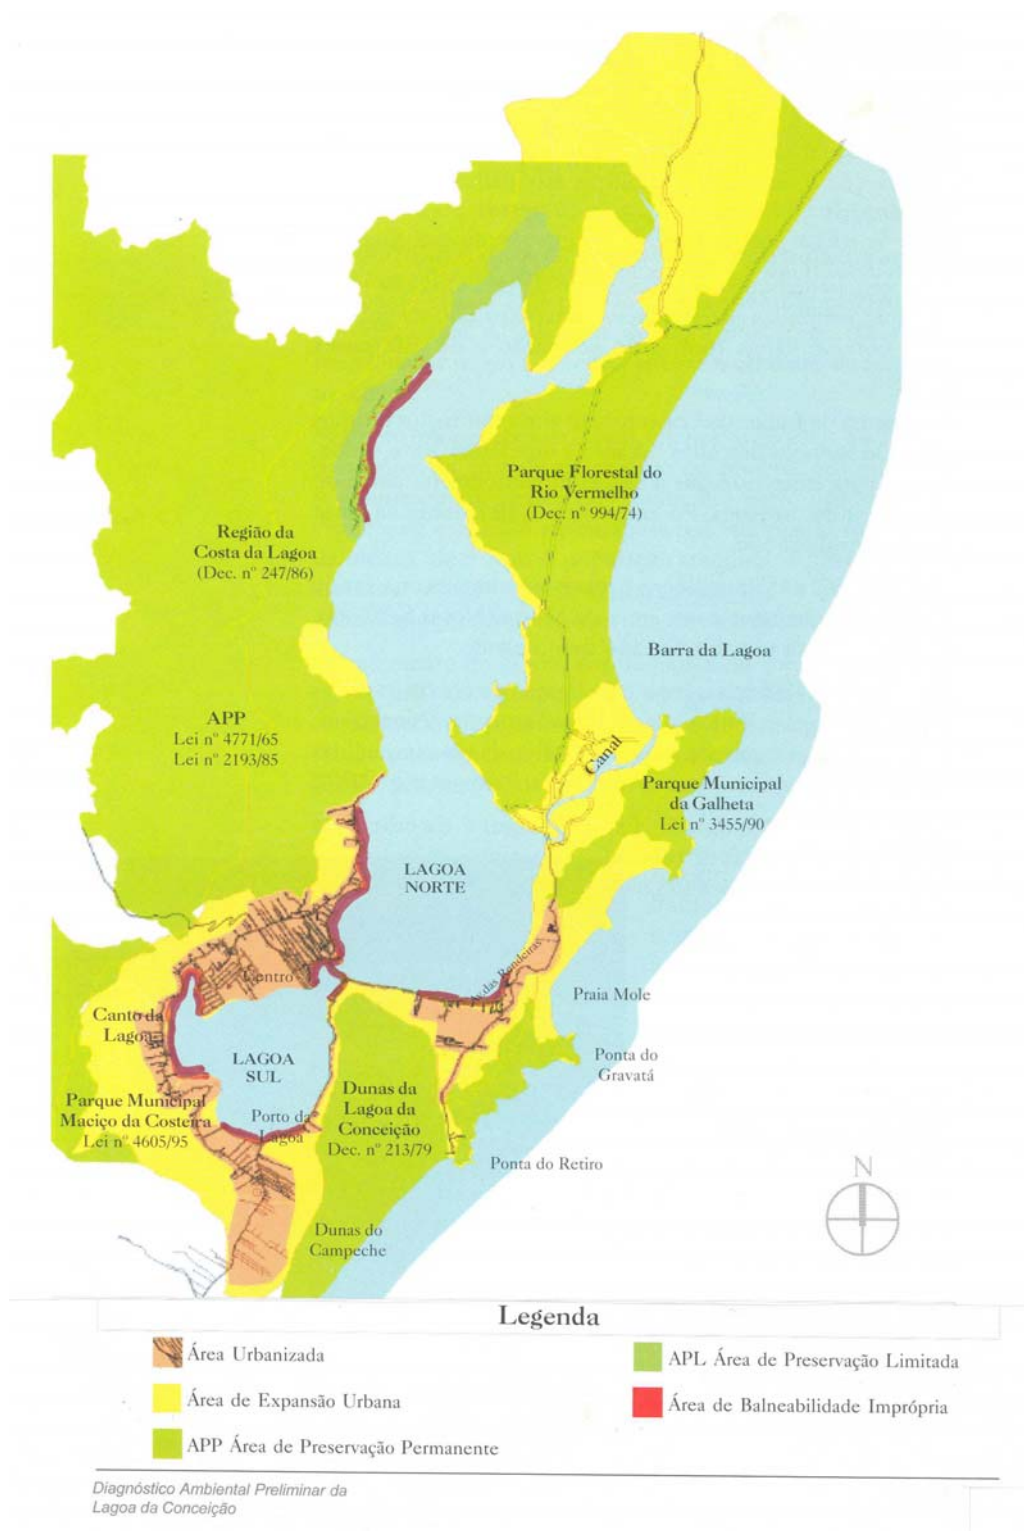 Parque Florestal do
Rio Vermelho
(Dec. nº 994/74)
Região da
Costa da Lagoa
(Dec. nº 247/86)
Barra da Lagoa
APP
Lei nº 4771/65
Lei nº 2193/85
Canal
Parque Municipal
da Galheta
Lei nº 3455/90
LAGOA
NORTE
Av. das Rendeiras
Centro
Praia Mole
Canto da
Lagoa
LAGOA
SUL
Ponta do
Gravatá
Parque Municipal
Maciço da Costeira
Lei nº 4605/95
Porto da
Lagoa
Dunas da
Lagoa da
Conceição
Dec. nº 213/79
Ponta do Retiro
N
Dunas do
Campeche
Legenda
Área Urbanizada
Área de Expansão Urbana
APP Área de Preservação Permanente
APL Área de Preservação Limitada
Área de Balneabilidade Imprópria
Diagnóstico Ambiental Preliminar da
Lagoa da Conceição